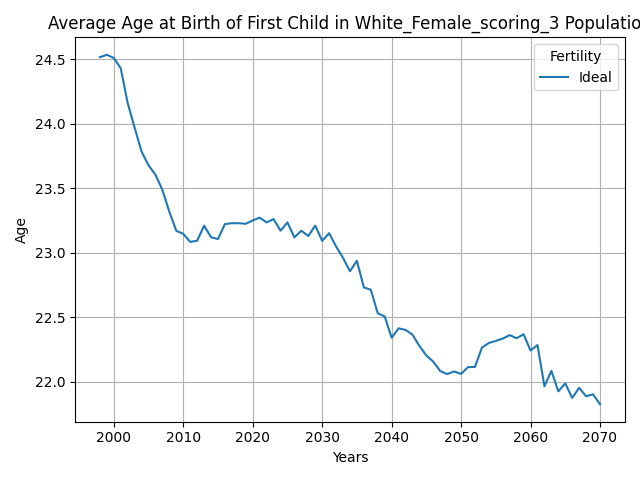 Average Age at Birth of First Child in White_Female_scoring_3 Populatio
Fertility
Ideal
24.5
24.0
23.5
23.0
22.5
22.0
Age
2000 2010 2020 2030 2040 2050 2060 2070
Years